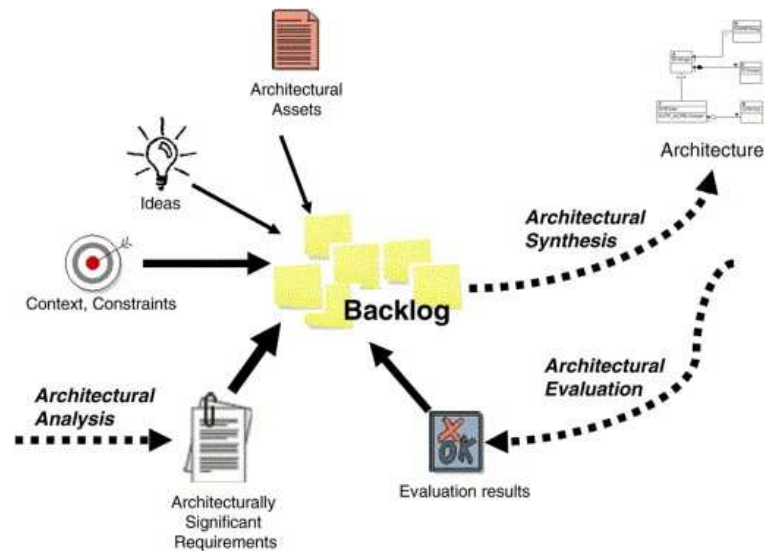 Architectural
Assets
Ideas
Architecture
Architectural
Synthesis
Context, Constraints
Backlog
Architectural
Evaluation
Architectural
Analysis
X
OK
Evaluation results
Architecturally
Significant
Requirements